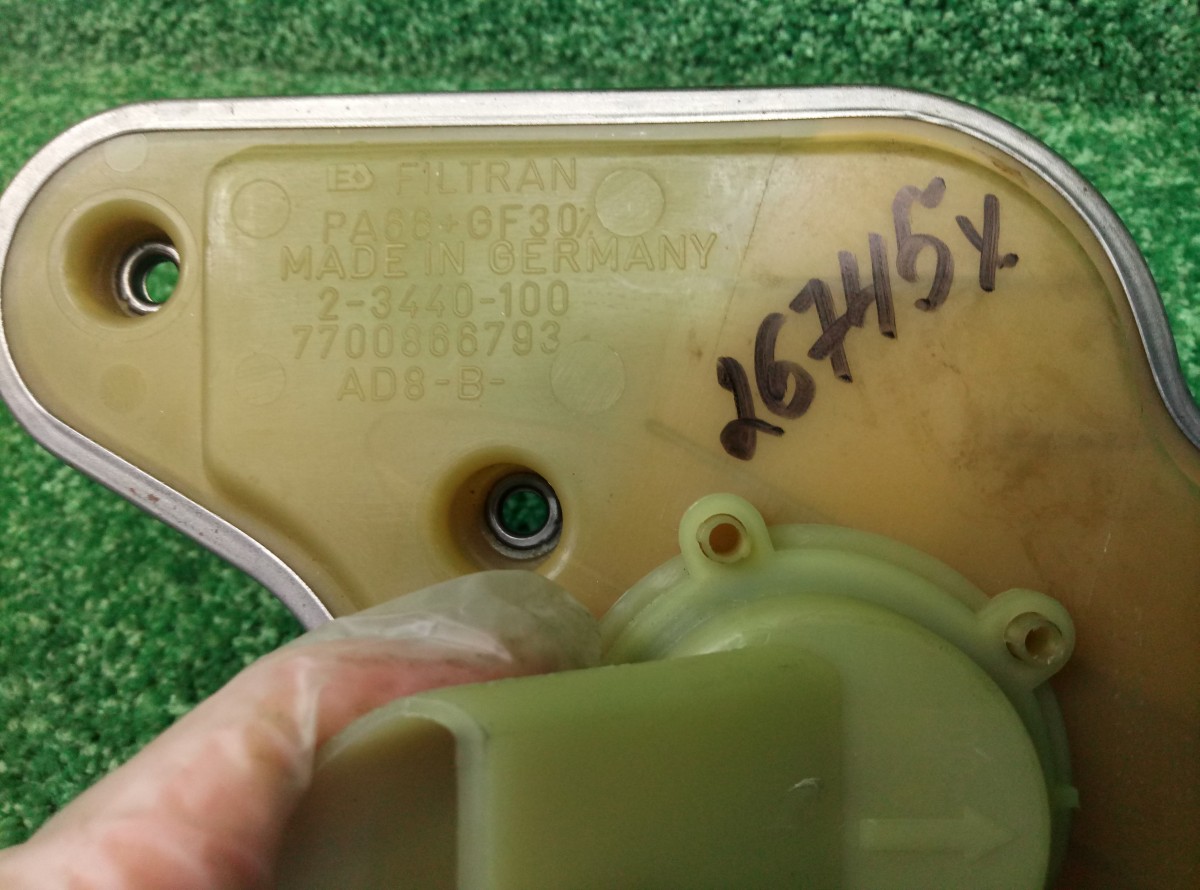 FILTRAN
PA66+GF30%
MADE IN GERMANY
2-3440-100
7700866793
AD8-B-